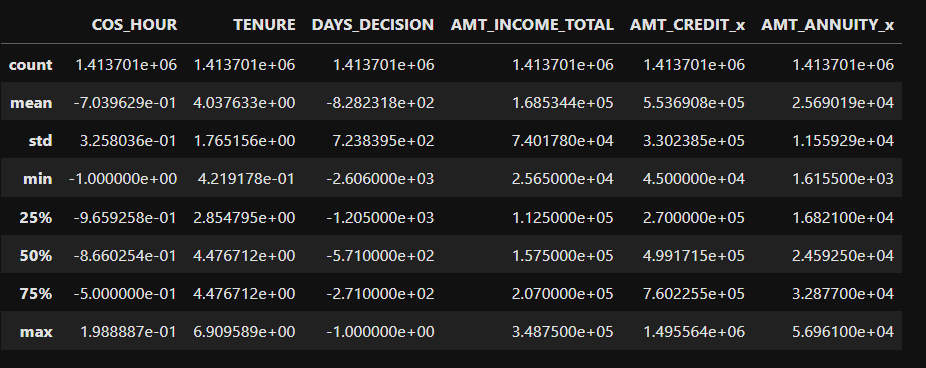 COS_HOUR TENURE DAYS_DECISION AMT_INCOME_TOTAL AMT_CREDIT_x AMT_ANNUITY_x
count 1.413701e+06 1.413701e+06 1.413701e+06 1.413701e+06 1.413701e+06 1.413701e+06
mean -7.039629e-01 4.037633e+00 -8.282318e+02 1.685344e+05 5.536908e+05 2.569019e+04
std 3.258036e-01 1.765156e+00 7.238395e+02 7.401780e+04 3.302385e+05 1.155929e+04
min -1.000000e+00 4.219178e-01 -2.606000e+03 2.565000e+04 4.500000e+04 1.615500e+03
25% -9.659258e-01 2.854795e+00 -1.205000e+03 1.125000e+05 2.700000e+05 1.682100e+04
50% -8.660254e-01 4.476712e+00 -5.710000e+02 1.575000e+05 4.991715e+05 2.459250e+04
75% -5.000000e-01 4.476712e+00 -2.710000e+02 2.070000e+05 7.602255e+05 3.287700e+04
max 1.988887e-01 6.909589e+00 -1.000000e+00 3.487500e+05 1.495564e+06 5.696100e+04